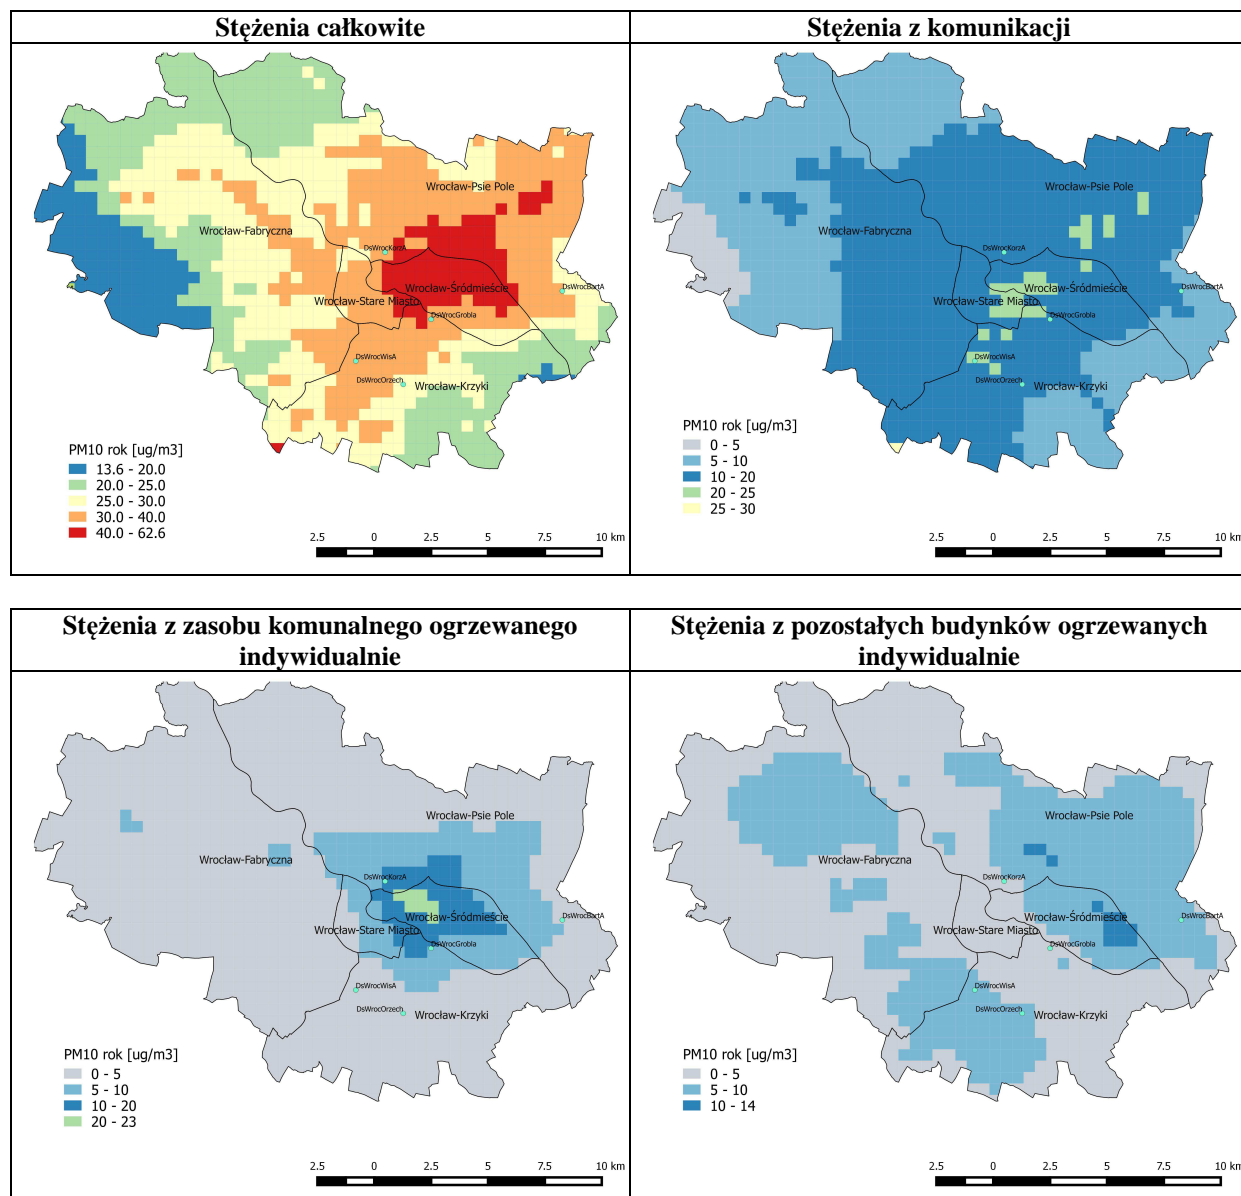 Stężenia całkowite
Stężenia z komunikacji
Wrocław-Psie Pole
Wrocław-Fabryczna
DsWrocKorzA
Wrocław-Śródmieście
DsWrocBartA
Wrocław-Stare Miasto
DsWrocGrobla
DsWrocWisA
DsWrocOrzech
Wrocław-Krzyki
PM10 rok [ug/m3]
13.6 - 20.0
20.0 - 25.0
25.0 - 30.0
30.0 - 40.0
40.0 - 62.6
2.5 0 2.5 5 7.5 10 km
Wrocław-Psie Pole
Wrocław-Fabryczna
DsWrocKorzA
Wrocław-Śródmieście
DsWrocBartA
Wrocław-Stare Miasto
DsWrocGrobla
DsWrocWisA
DsWrocOrzech
Wrocław-Krzyki
PM10 rok [ug/m3]
0 - 5
5 - 10
10 - 20
20 - 25
25 - 30
2.5 0 2.5 5 7.5 10 km
Stężenia z zasobu komunalnego ogrzewanego
indywidualnie
Stężenia z pozostałych budynków ogrzewanych
indywidualnie
Wrocław-Psie Pole
Wrocław-Fabryczna
DsWrocKorzA
Wrocław-Śródmieście
DsWrocBartA
Wrocław-Stare Miasto
DsWrocGrobla
DsWrocWisA
DsWrocOrzech
Wrocław-Krzyki
PM10 rok [ug/m3]
0 - 5
5 - 10
10 - 20
20 - 23
2.5 0 2.5 5 7.5 10 km
Wrocław-Psie Pole
Wrocław-Fabryczna
DsWrocKorzA
Wrocław-Śródmieście
DsWrocBartA
Wrocław-Stare Miasto
DsWrocGrobla
DsWrocWisA
DsWrocOrzech
Wrocław-Krzyki
PM10 rok [ug/m3]
0 - 5
5 - 10
10 - 14
2.5 0 2.5 5 7.5 10 km